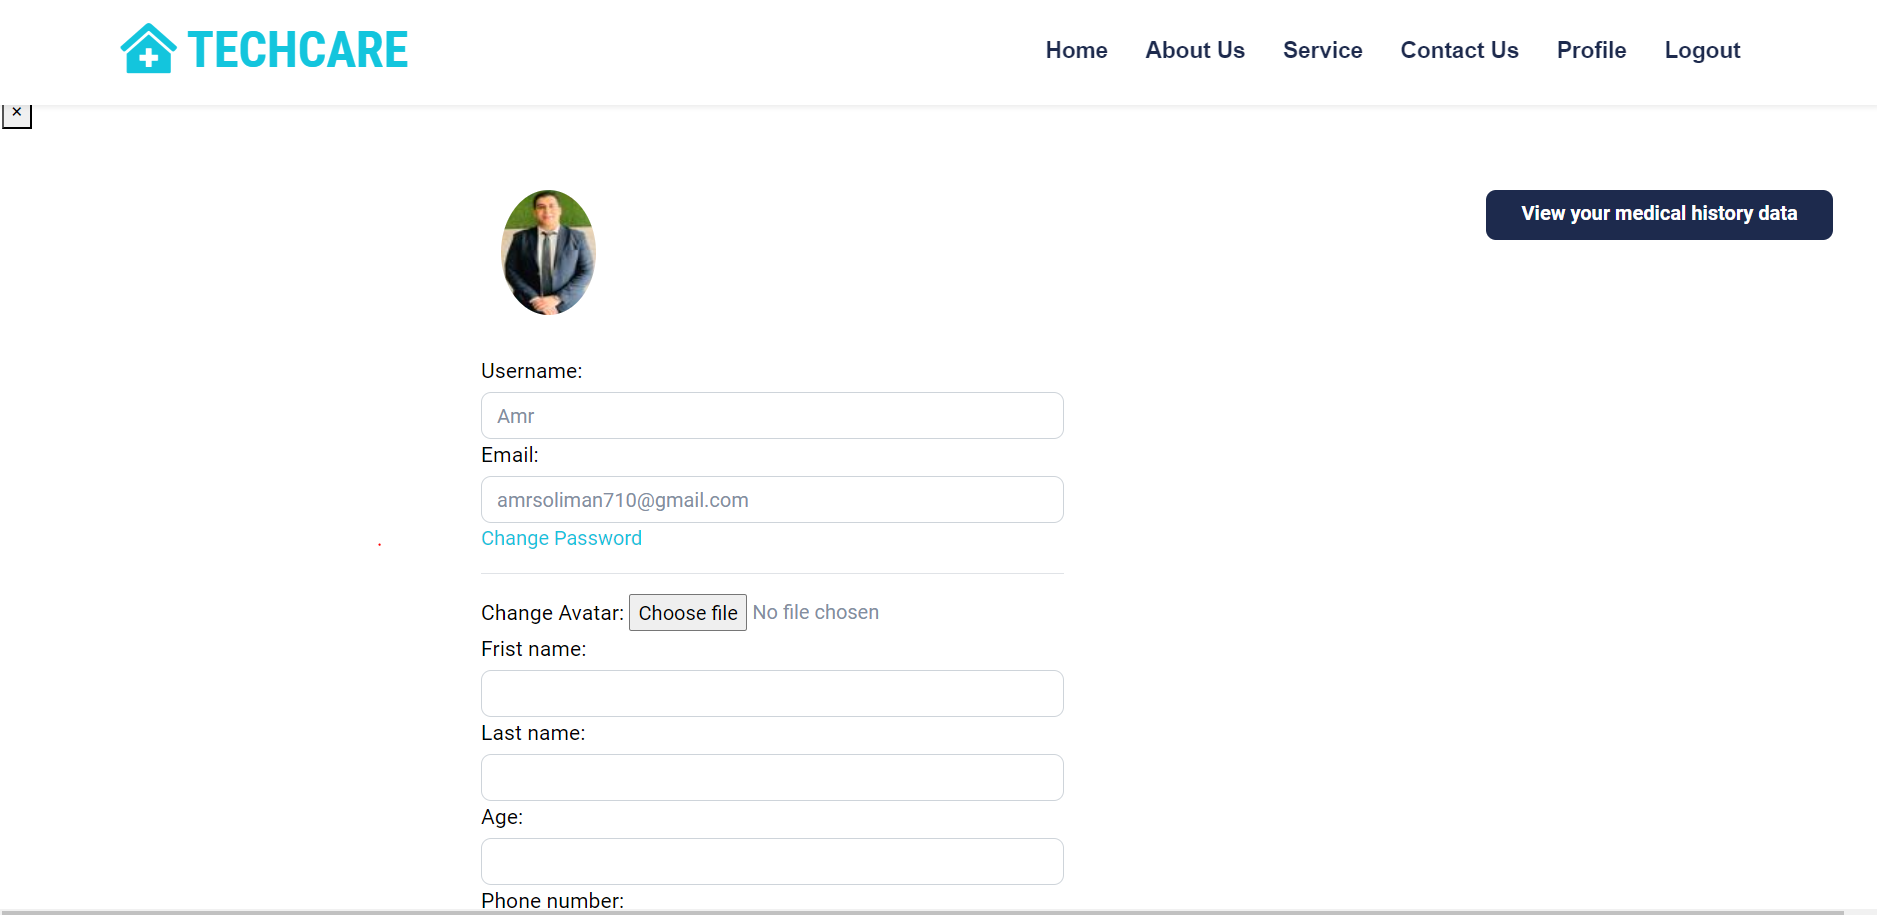 TECHCARE
Home About Us Service Contact Us Profile Logout
×
View your medical history data
Username:
Amr
Email:
amrsoliman710@gmail.com
Change Password
Change Avatar: Choose file No file chosen
Frist name:
Last name:
Age:
Phone number: